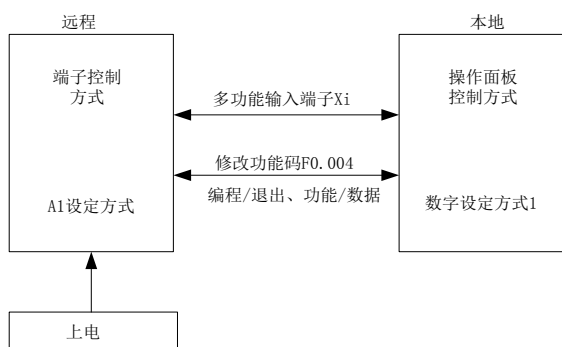 远程
本地
端子控制
方式
操作面板
控制方式
多功能输入端子Xi
修改功能码F0.004
编程/退出、功能/数据
A1设定方式
数字设定方式1
上电